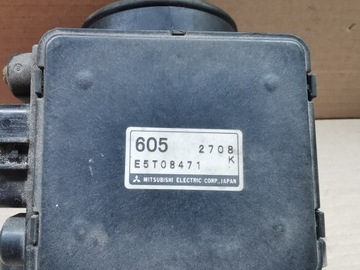 605 2708
E5T08471 K
MITSUBISHI ELECTRIC CORP., JAPAN